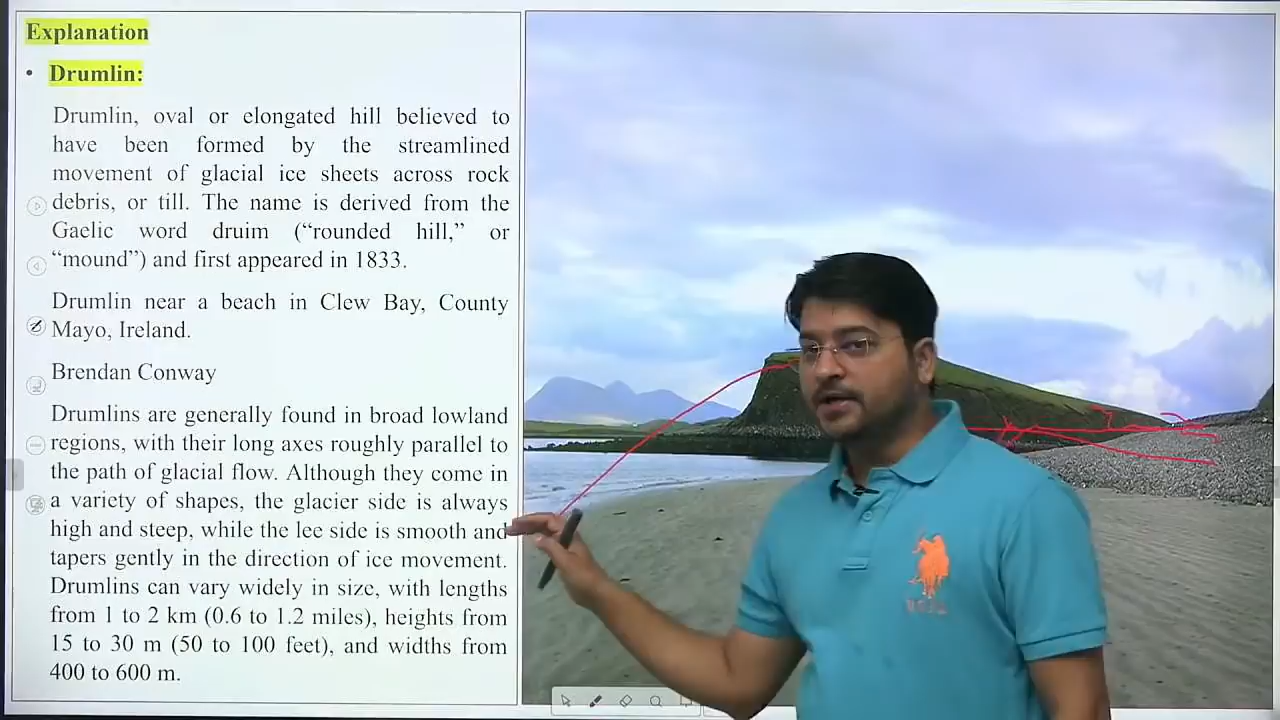 Explanation
• Drumlin:
Drumlin, oval or elongated hill believed to
have been formed by the streamlined
movement of glacial ice sheets across rock
debris, or till. The name is derived from the
Gaelic word druim (“rounded hill,” or
“mound”) and first appeared in 1833.
Drumlin near a beach in Clew Bay, County
Mayo, Ireland.
Brendan Conway
Drumlins are generally found in broad lowland
regions, with their long axes roughly parallel to
the path of glacial flow. Although they come in
a variety of shapes, the glacier side is always
high and steep, while the lee side is smooth and
tapers gently in the direction of ice movement.
Drumlins can vary widely in size, with lengths
from 1 to 2 km (0.6 to 1.2 miles), heights from
15 to 30 m (50 to 100 feet), and widths from
400 to 600 m.